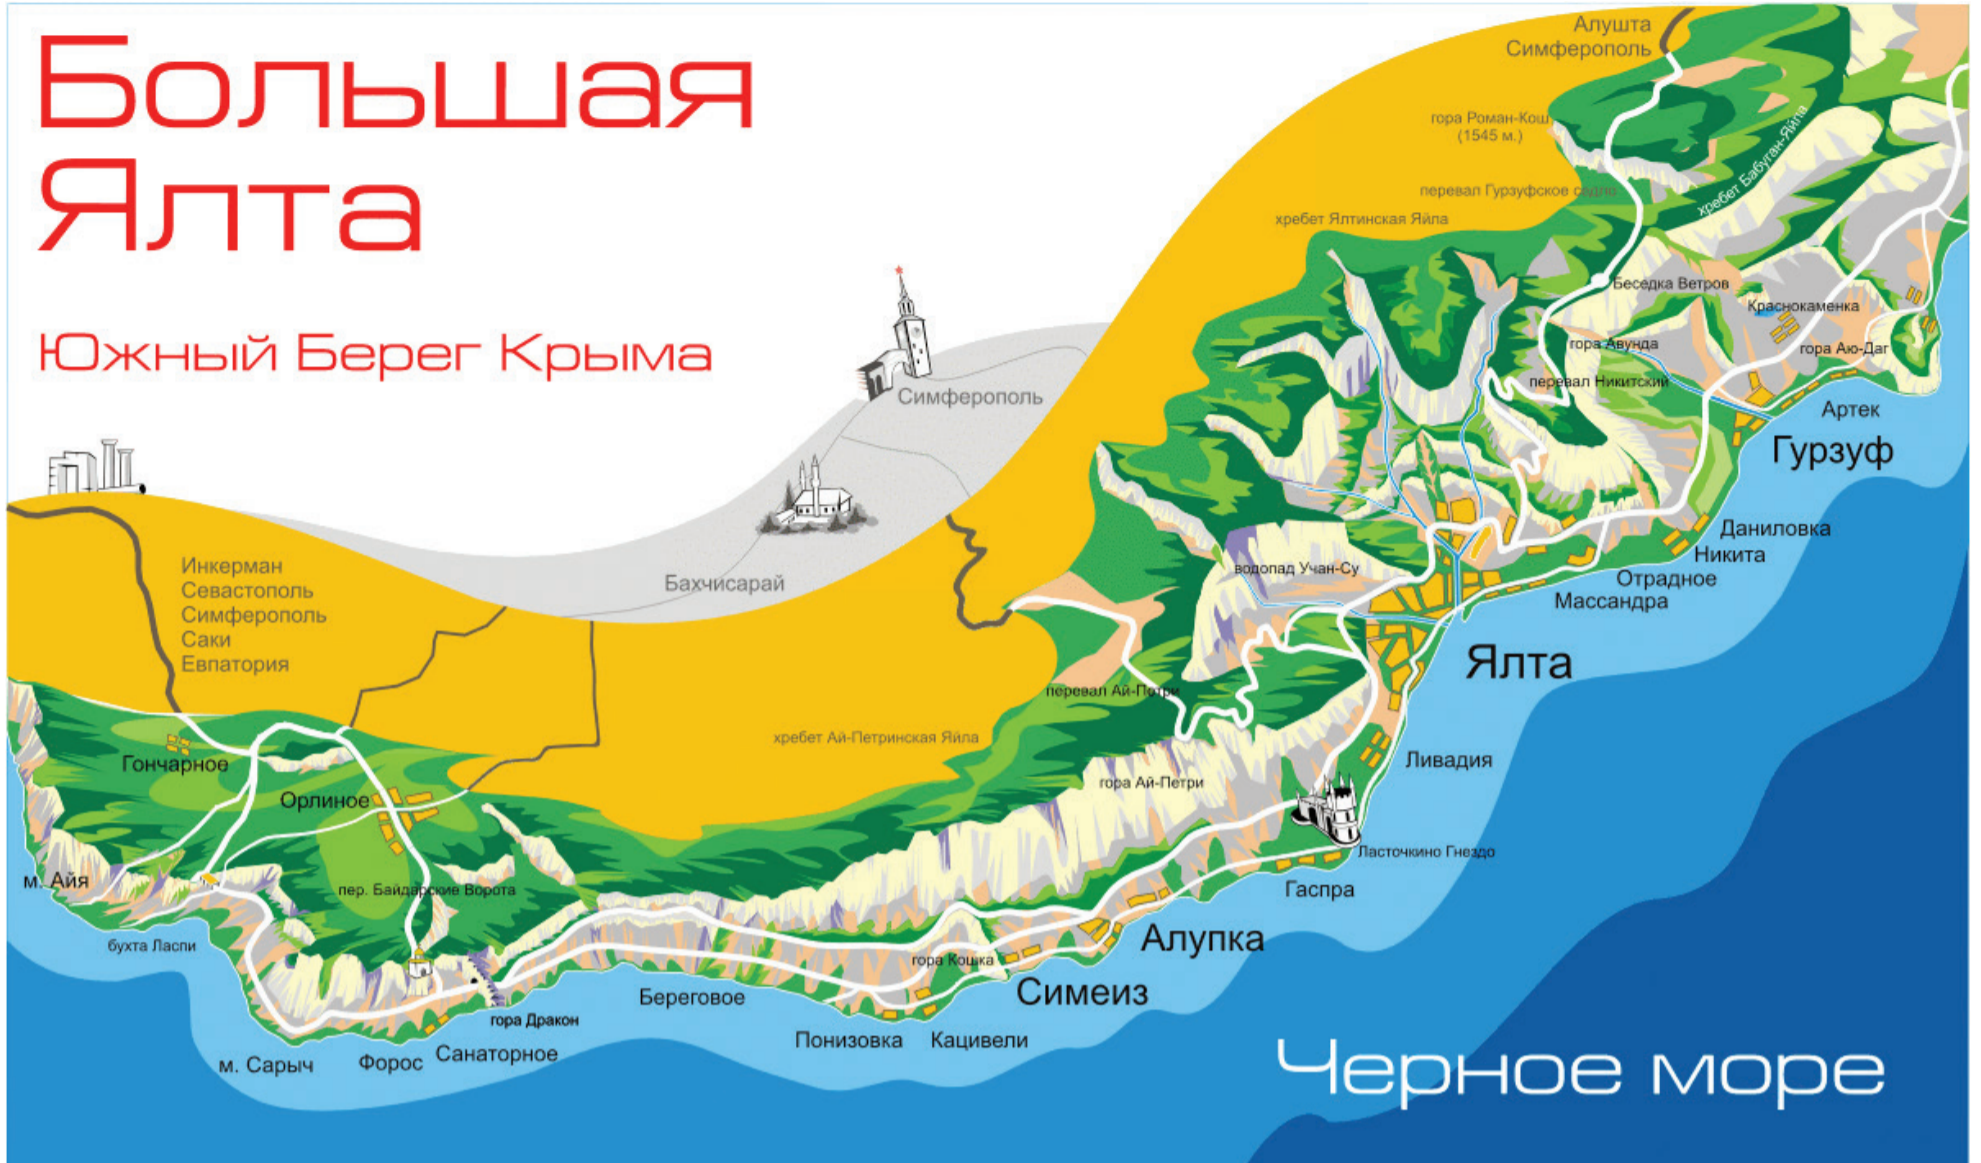 Большая
Ялта
Южный Берег Крыма
Алушта
Симферополь
гора Роман-Кош
(1545 м.)
перевал Гурзуфское седло
хребет Ялтинская Яйла
хребет Бабуган-Яйла
Беседка Ветров
Краснокаменка
гора Авунда
гора Аю-Даг
перевал Никитский
Артек
Гурзуф
Симферополь
Бахчисарай
Инкерман
Севастополь
Симферополь
Саки
Евпатория
Даниловка
Никита
Отрадное
Массандра
водопад Учан-Су
Ялта
перевал Ай-Петри
хребет Ай-Петринская Яйла
гора Ай-Петри
Ливадия
Гончарное
Орлиное
Ласточкино Гнездо
Гаспра
м. Айя
пер. Байдарские Ворота
бухта Ласпи
Алупка
гора Кошка
Симеиз
Береговое
гора Дракон
Понизовка
Кацивели
Санаторное
Форос
м. Сарыч
Черное море